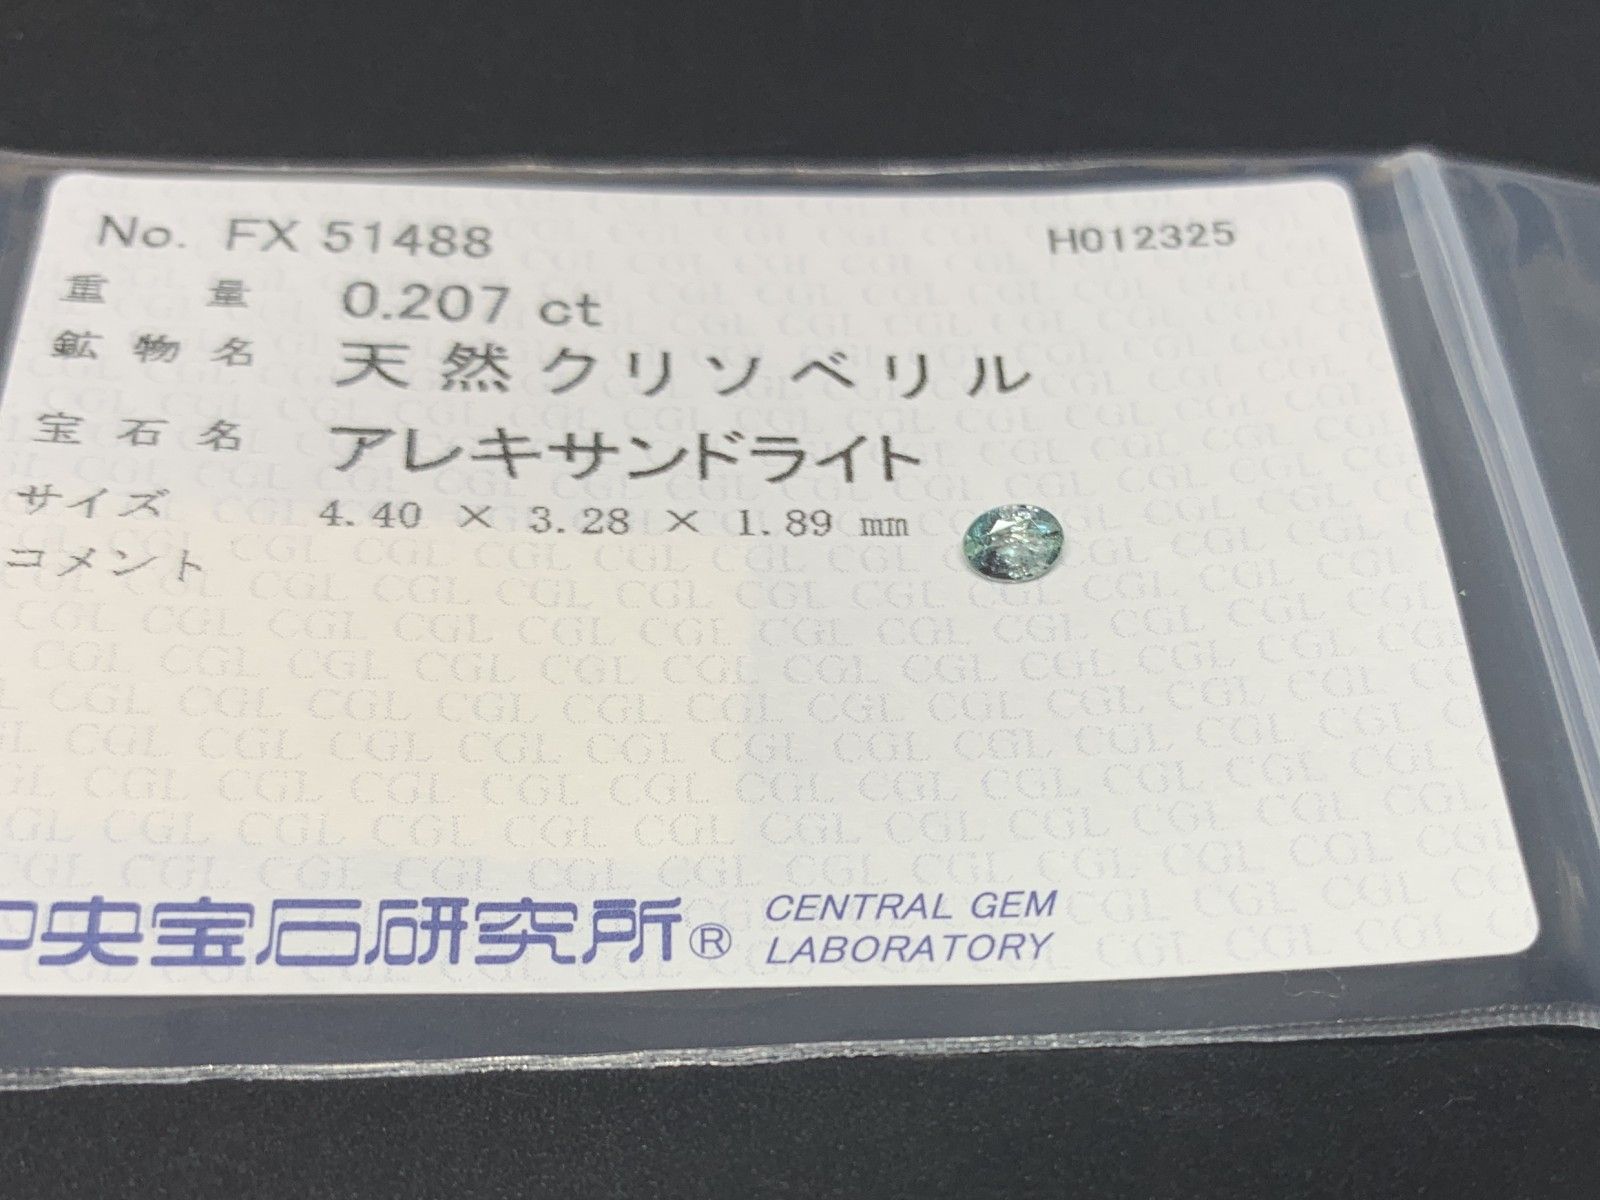 No. FX 51488 H012325
重量 0.207 ct
鉱物名 天然クリソベリル
宝石名 アレキサンドライト
サイズ 4.40 × 3.28 × 1.89 mm
コメント
中央宝石研究所® CENTRAL GEM
LABORATORY